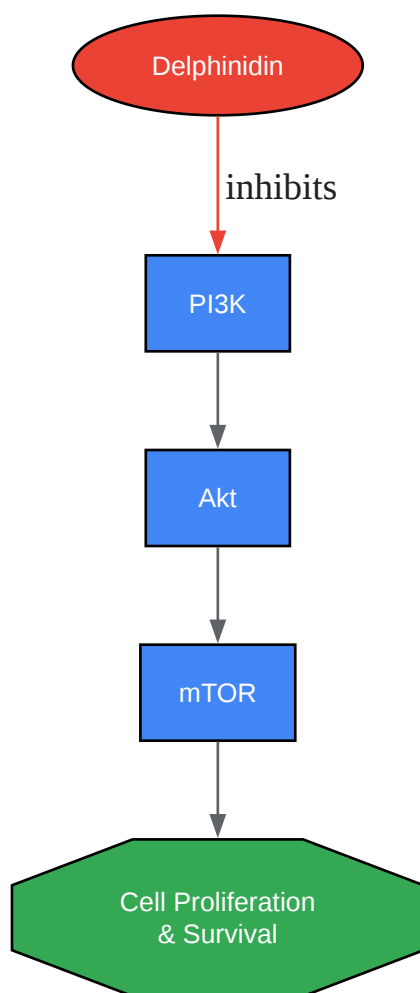 Delphinidin
inhibits
PI3K
Akt
mTOR
Cell Proliferation
& Survival